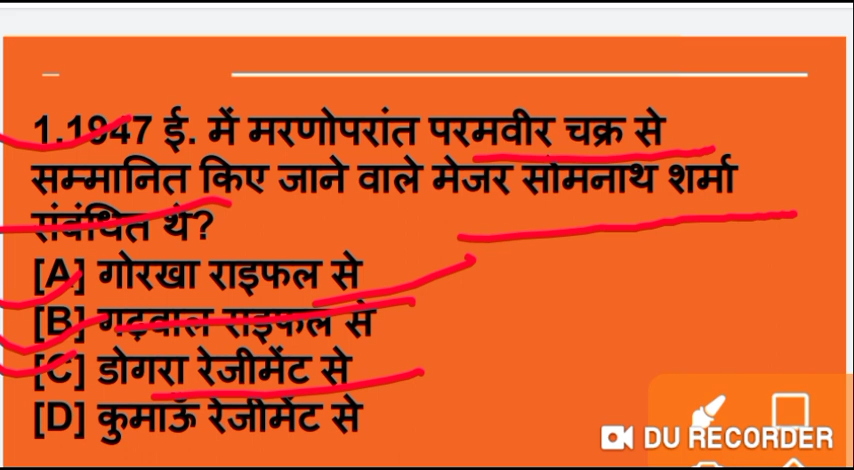 1.1947 ई. में मरणोपरांत परमवीर चक्र से
सम्मानित किए जाने वाले मेजर सोमनाथ शर्मा
संबंधित थे?
[A] गोरखा राइफल से
[B] गढ़वाल राइफल से
[C] डोगरा रेजीमेंट से
[D] कुमाऊँ रेजीमेंट से
DU RECORDER